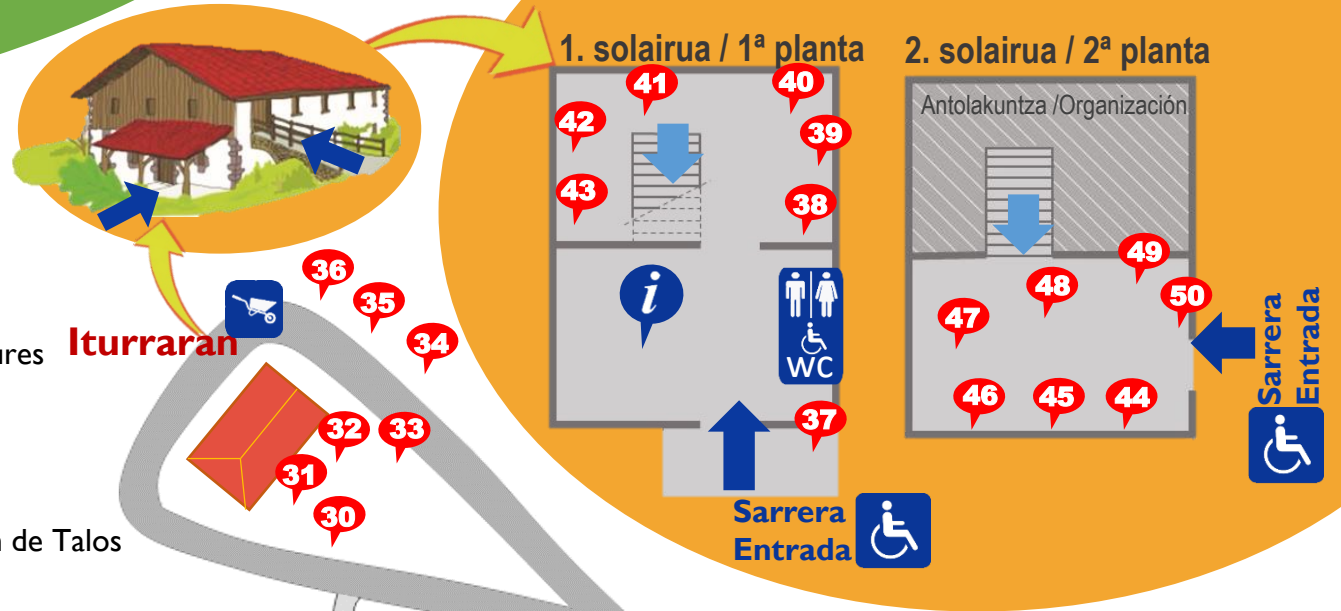 1. solairua / 1ª planta
2. solairua / 2ª planta
Antolakuntza /Organización
41
40
42
39
43
38
i
WC
37
49
48
50
47
46
45
44
Sarrera
Entrada
Sarrera
Entrada
36
35
34
Iturraran
ures
32
33
31
30
n de Talos